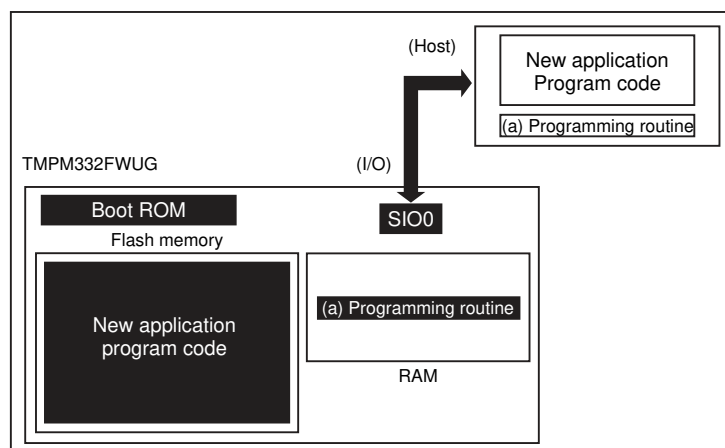 (Host)
New application
Program code
(a) Programming routine
TMPM332FWUG
(I/O)
Boot ROM
SIO0
Flash memory
New application
program code
(a) Programming routine
RAM